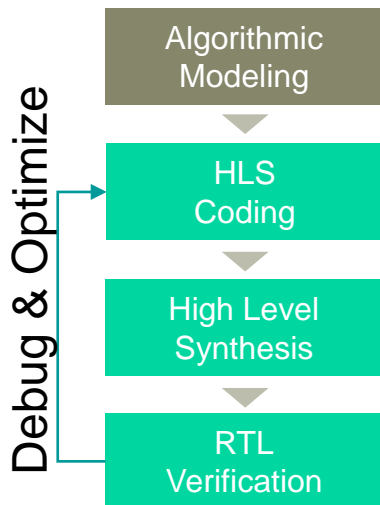 Algorithmic
Modeling
HLS
Coding
High Level
Synthesis
RTL
Verification
Debug & Optimize